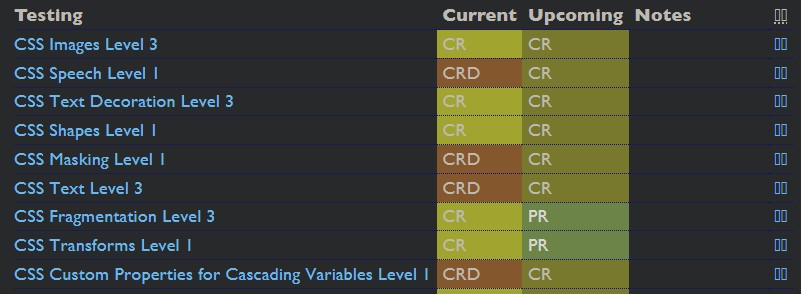 Testing Current Upcoming Notes
CSS Images Level 3 CR CR
CSS Speech Level 1 CRD CR
CSS Text Decoration Level 3 CR CR
CSS Shapes Level 1 CR CR
CSS Masking Level 1 CRD CR
CSS Text Level 3 CRD CR
CSS Fragmentation Level 3 CR PR
CSS Transforms Level 1 CR PR
CSS Custom Properties for Cascading Variables Level 1 CRD CR